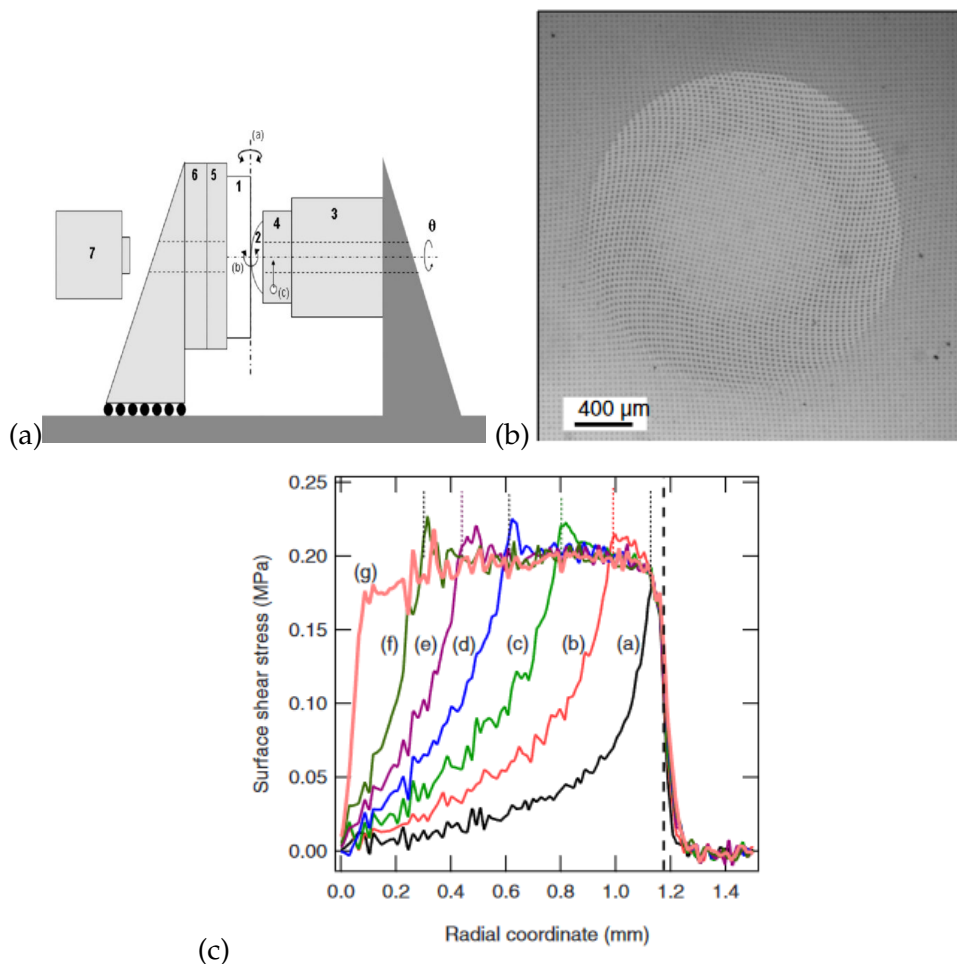 (a)
6 5
1
4
3
2
θ
7
(b)
(c)
(a)
(b)
400 µm
0.25
0.20
0.15
0.10
0.05
0.00
Surface shear stress (MPa)
(g)
(f) (e) (d) (c) (b) (a)
0.0 0.2 0.4 0.6 0.8 1.0 1.2 1.4
Radial coordinate (mm)
(c)